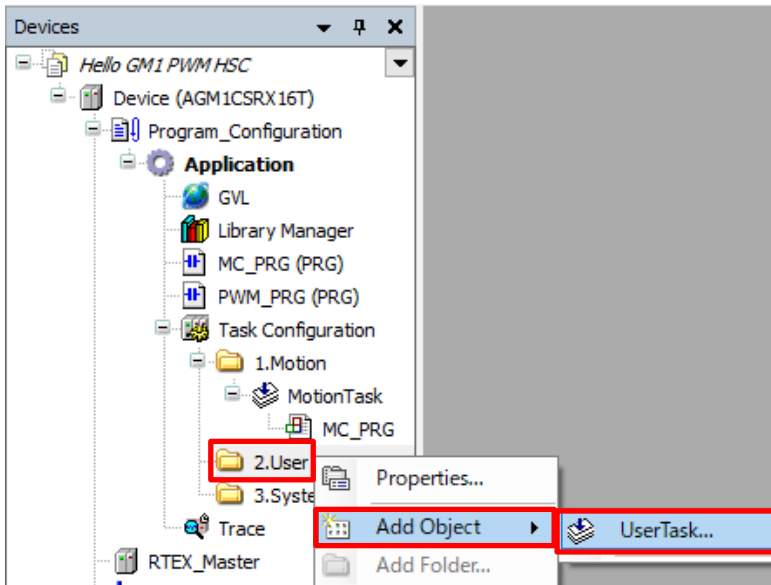 Devices
Hello GM1 PWM HSC
Device (AGM1CSRX16T)
Program_Configuration
Application
GVL
Library Manager
MC_PRG (PRG)
PWM_PRG (PRG)
Task Configuration
1.Motion
MotionTask
MC_PRG
2.User
Properties...
3.Syste
Trace
Add Object
UserTask...
RTEX_Master
Add Folder...